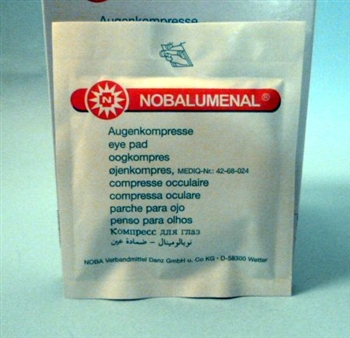 Augenkompresse
N NOBALUMENAL®
Augenkompresse
eye pad
oogkompres
øjenkompres, MEDIQ-Nr.: 42-68-024
compresse occulaire
compressa oculare
parche para ojo
penso para olhos
Компресс для глаз
نوبالومينال - ضمادة عين
NOBA Verbandmittel Danz GmbH u. Co KG • D-58300 Wetter